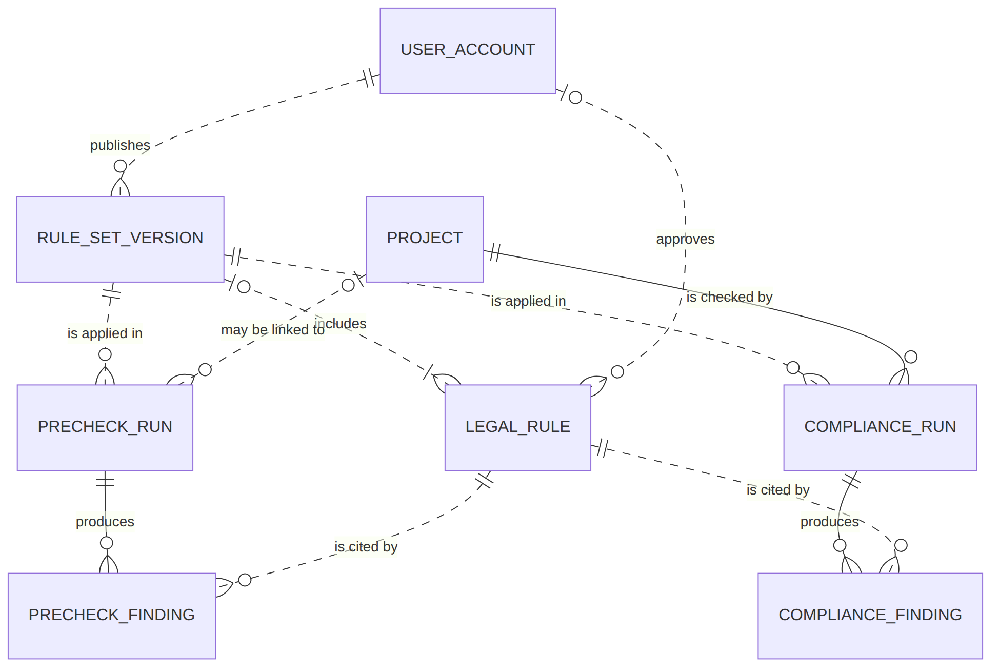 USER_ACCOUNT
publishes
RULE_SET_VERSION
PROJECT
approves
is checked by
is applied in
includes
may be linked to
is applied in
PRECHECK_RUN
LEGAL_RULE
COMPLIANCE_RUN
is cited by
produces
produces
is cited by
PRECHECK_FINDING
COMPLIANCE_FINDING